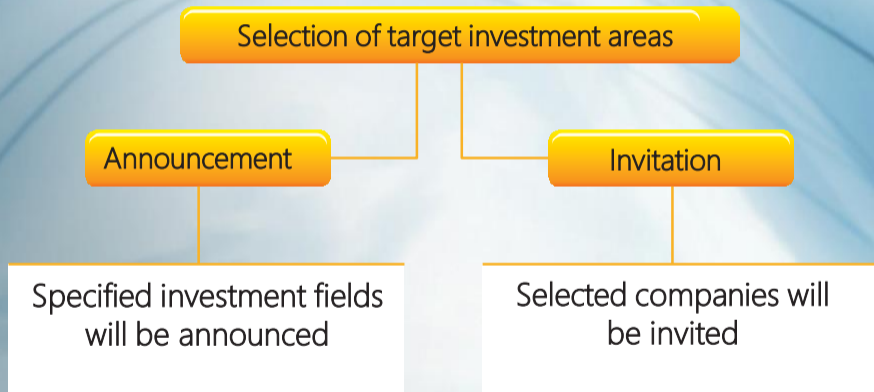 Selection of target investment areas
Announcement
Invitation
Specified investment fields
will be announced
Selected companies will
be invited